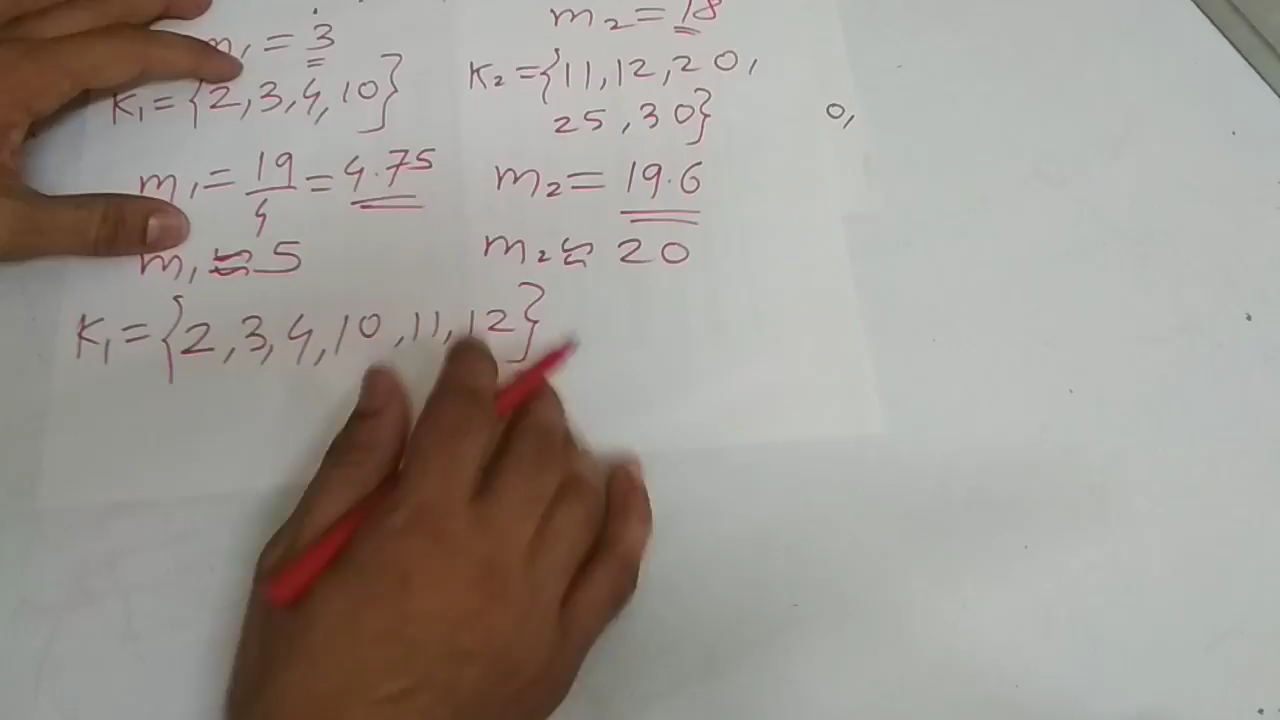 m₁ = 3
m₂ = 18
K₁ = {2, 3, 4, 10}
K₂ = {11, 12, 20,
25, 30}
0,
m₁ = 19/4 = 4.75
m₂ = 19.6
m₁ ≈ 5
m₂ ≈ 20
K₁ = {2, 3, 4, 10, 11, 12}